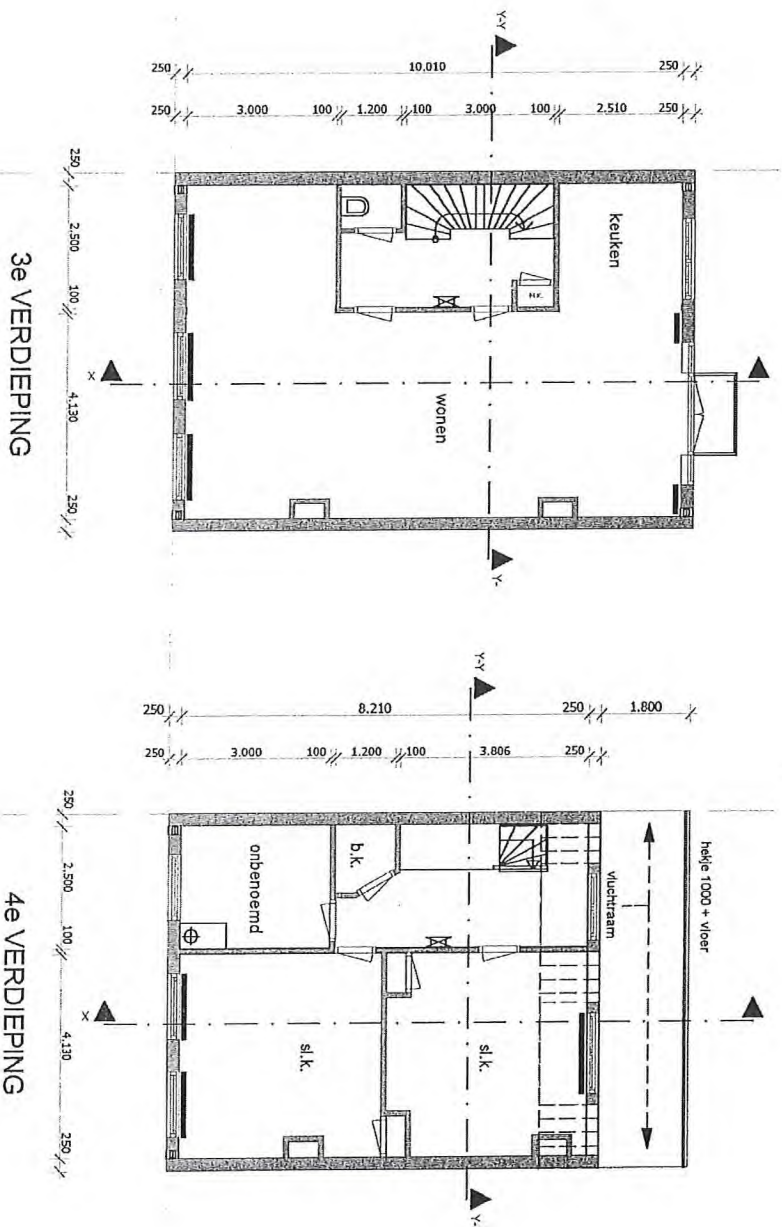 Y-Y
250
10.010
250
250
3.000
100
1.200
100
3.000
100
2.510
250
250
2.500
100
4.130
250
keuken
H.K.
wonen
x
Y-
3e VERDIEPING
Y-Y
250
8.210
250
1.800
250
3.000
100
1.200
100
3.806
250
250
2.500
100
4.130
250
hekje 1000 + vloer
vluchtraam
b.k.
onbenoemd
sl.k.
sl.k.
x
Y-
4e VERDIEPING